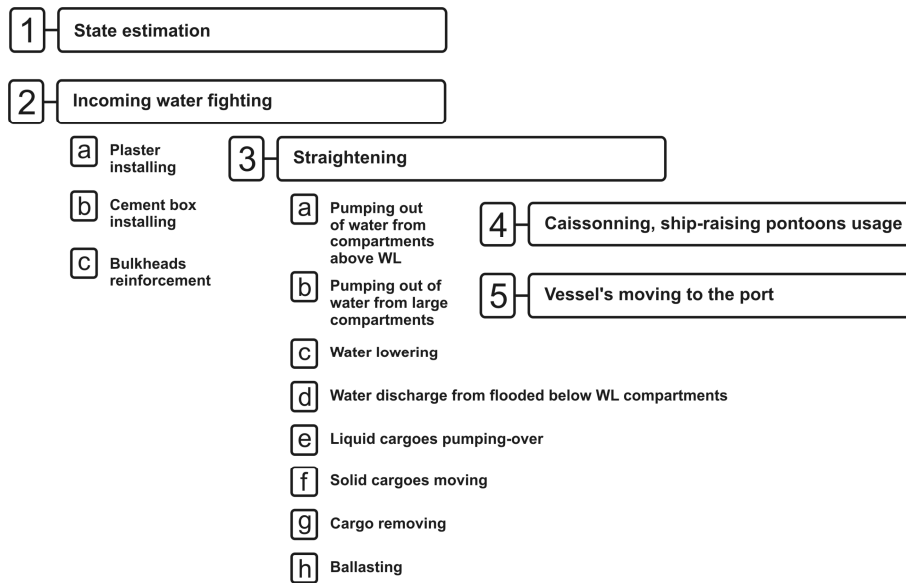 1 State estimation
2 Incoming water fighting
a Plaster
installing
b Cement box
installing
c Bulkheads
reinforcement
3 Straightening
a Pumping out
of water from
compartments
above WL
b Pumping out of
water from large
compartments
c Water lowering
d Water discharge from flooded below WL compartments
e Liquid cargoes pumping-over
f Solid cargoes moving
g Cargo removing
h Ballasting
4 Caissonning, ship-raising pontoons usage
5 Vessel's moving to the port